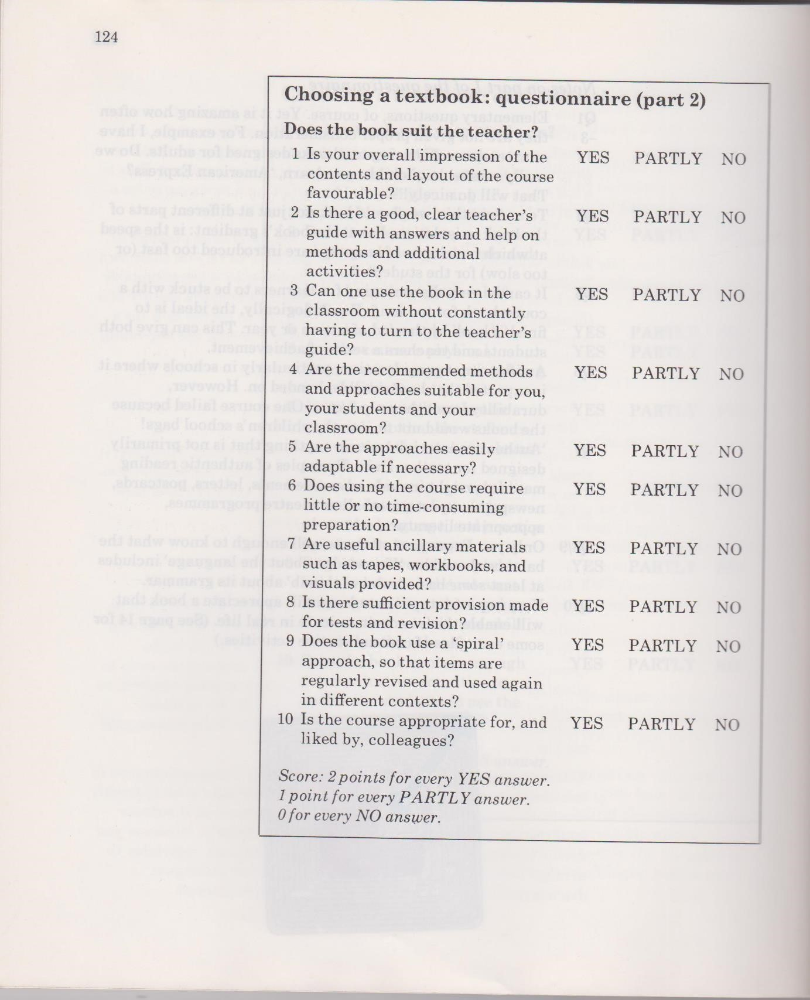 124
Choosing a textbook: questionnaire (part 2)
Does the book suit the teacher?
1 Is your overall impression of the YES PARTLY NO
contents and layout of the course
favourable?
2 Is there a good, clear teacher's YES PARTLY NO
guide with answers and help on
methods and additional
activities?
3 Can one use the book in the YES PARTLY NO
classroom without constantly
having to turn to the teacher's
guide?
4 Are the recommended methods YES PARTLY NO
and approaches suitable for you,
your students and your
classroom?
5 Are the approaches easily YES PARTLY NO
adaptable if necessary?
6 Does using the course require YES PARTLY NO
little or no time-consuming
preparation?
7 Are useful ancillary materials YES PARTLY NO
such as tapes, workbooks, and
visuals provided?
8 Is there sufficient provision made YES PARTLY NO
for tests and revision?
9 Does the book use a 'spiral' YES PARTLY NO
approach, so that items are
regularly revised and used again
in different contexts?
10 Is the course appropriate for, and YES PARTLY NO
liked by, colleagues?
Score: 2 points for every YES answer.
1 point for every PARTLY answer.
0 for every NO answer.